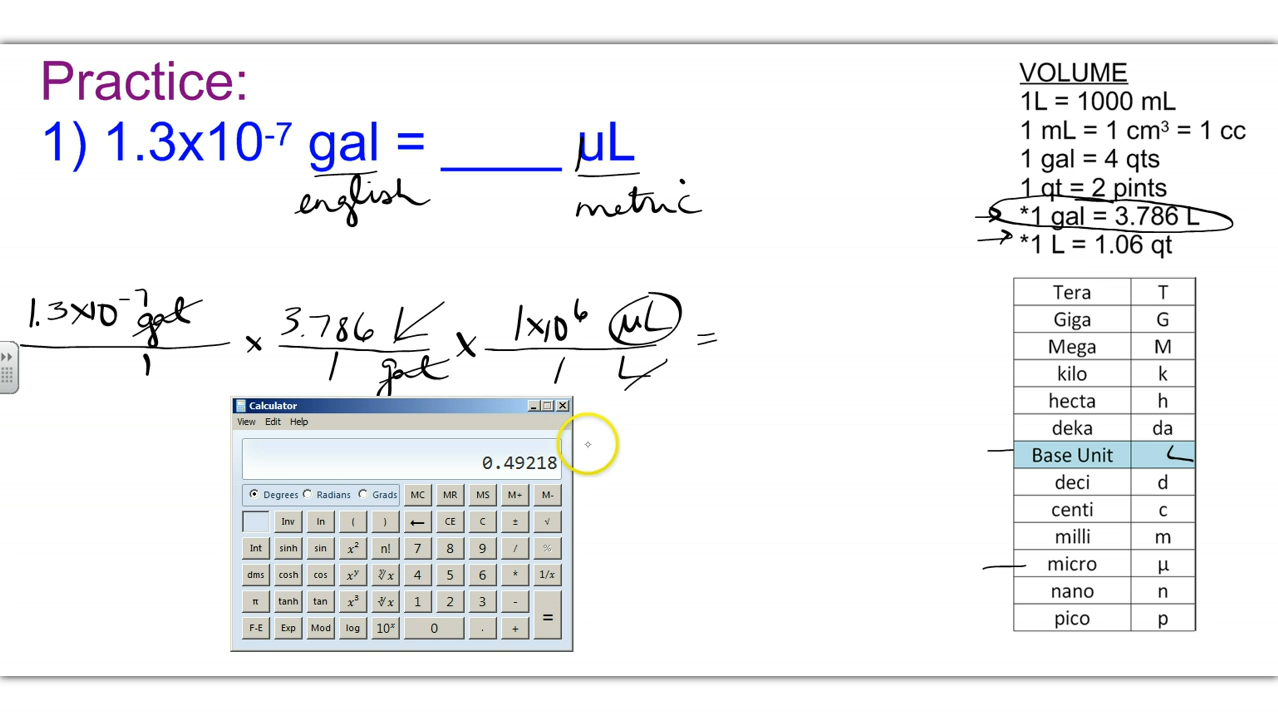 Practice:
1) 1.3x10-7 gal = _____ µL
english metric
1.3x10-7 gal / 1 x 3.786 L / 1 gal x 1x10 6 µL / 1 L =
VOLUME
1L = 1000 mL
1 mL = 1 cm³ = 1 cc
1 gal = 4 qts
1 qt = 2 pints
*1 gal = 3.786 L
*1 L = 1.06 qt
Tera T
Giga G
Mega M
kilo k
hecta h
deka da
Base Unit L
deci d
centi c
milli m
micro µ
nano n
pico p
Calculator
View Edit Help
0.49218
Degrees Radians Grads MC MR MS M+ M-
Inv ln ( ) ← CE C ± √
Int sinh sin x² n! 7 8 9 / %
dms cosh cos xʸ ʸ√x 4 5 6 * 1/x
π tanh tan x³ ³√x 1 2 3 - =
F-E Exp Mod log 10ˣ 0 . +